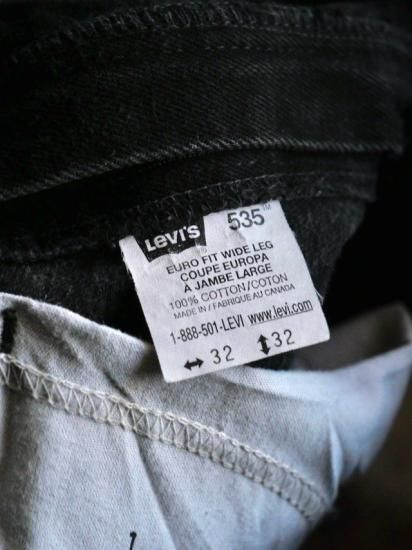 Levi's 535™
EURO FIT WIDE LEG
COUPE EUROPA
À JAMBE LARGE
100% COTTON/COTON
MADE IN / FABRIQUE AU CANADA
1-888-501-LEVI www.levi.com
↔ 32 ↕ 32